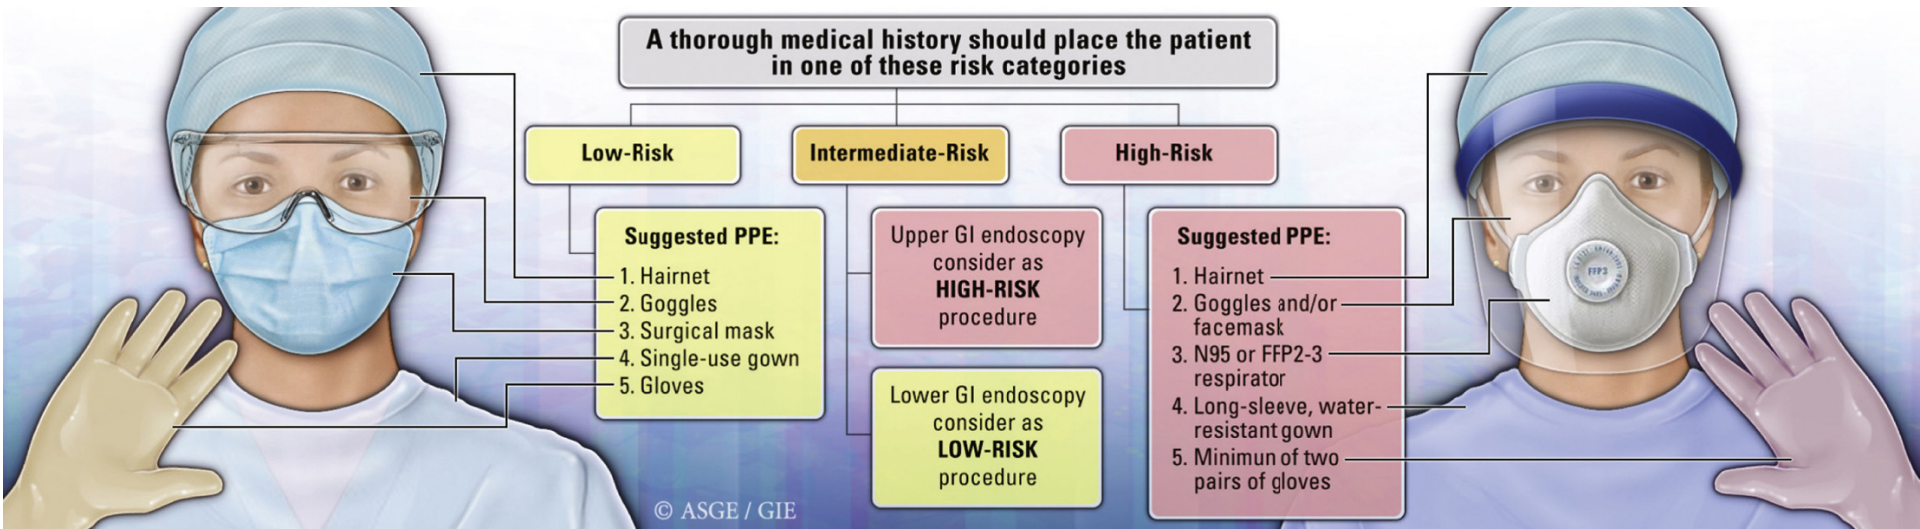 A thorough medical history should place the patient
in one of these risk categories
Low-Risk
Suggested PPE:
1. Hairnet
2. Goggles
3. Surgical mask
4. Single-use gown
5. Gloves
Intermediate-Risk
Upper GI endoscopy
consider as
HIGH-RISK
procedure
Lower GI endoscopy
consider as
LOW-RISK
procedure
High-Risk
Suggested PPE:
1. Hairnet
2. Goggles and/or
facemask
3. N95 or FFP2-3
respirator
4. Long-sleeve, water-
resistant gown
5. Minimun of two
pairs of gloves
FFP3
© ASGE / GIE